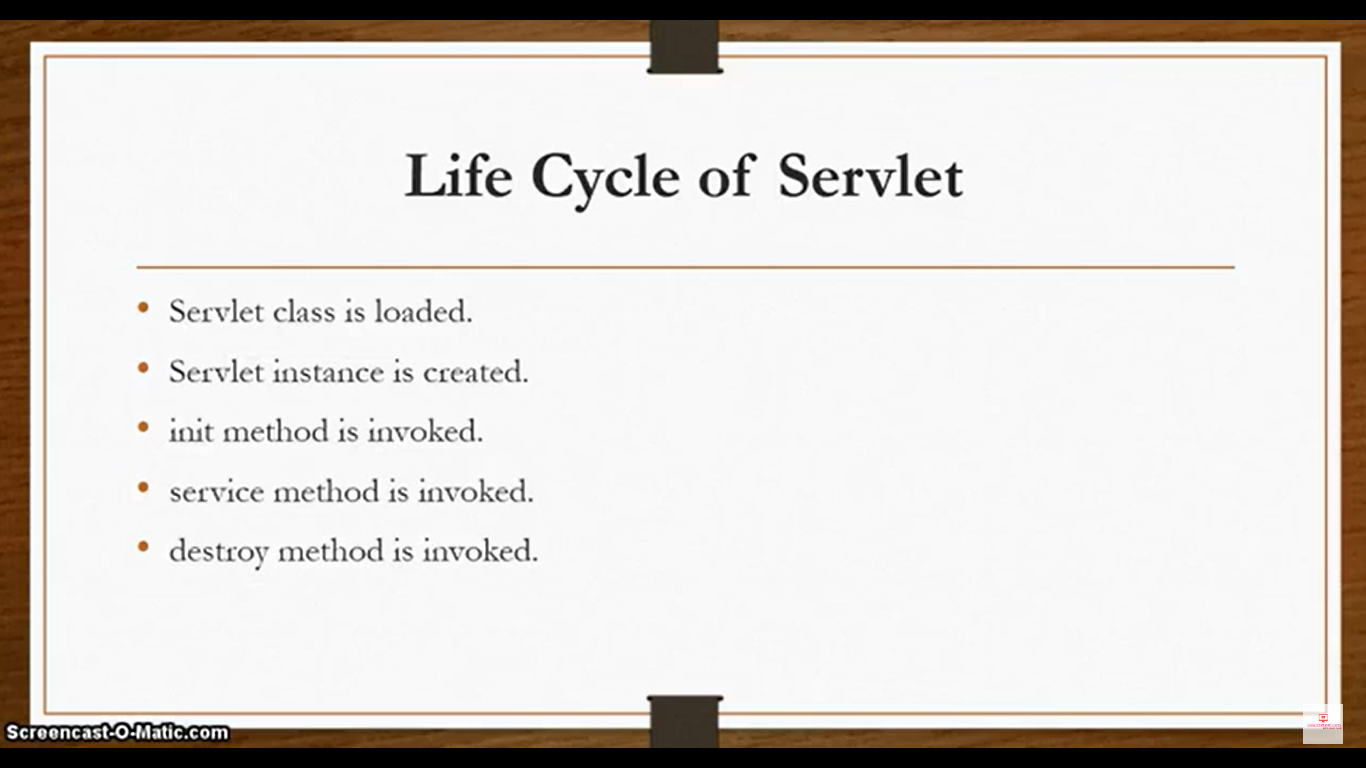 Life Cycle of Servlet
• Servlet class is loaded.
• Servlet instance is created.
• init method is invoked.
• service method is invoked.
• destroy method is invoked.
Screencast-O-Matic.com